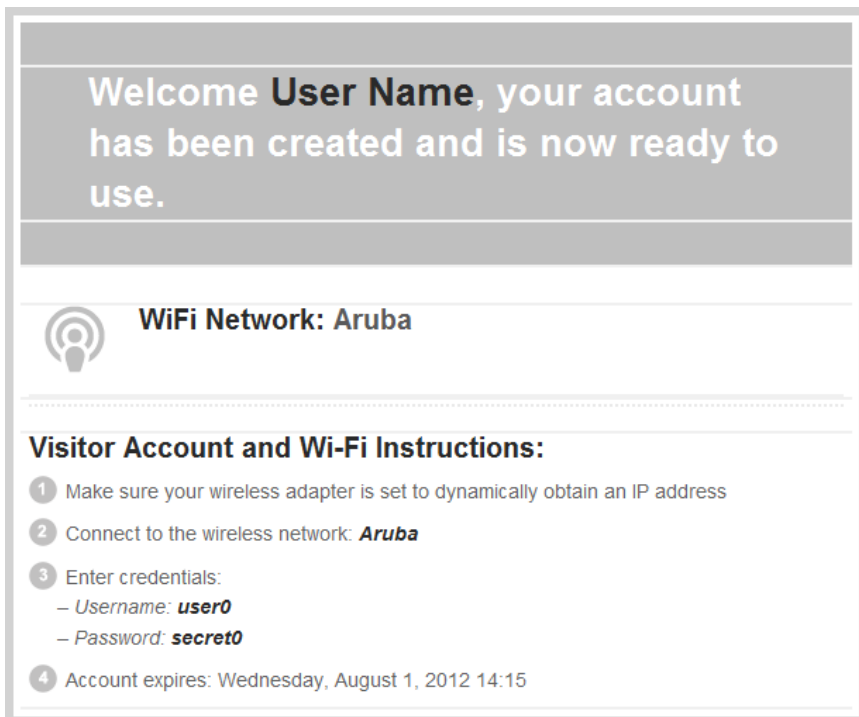 Welcome User Name, your account
has been created and is now ready to
use.
WiFi Network: Aruba
Visitor Account and Wi-Fi Instructions:
1 Make sure your wireless adapter is set to dynamically obtain an IP address
2 Connect to the wireless network: Aruba
3 Enter credentials:
– Username: user0
– Password: secret0
4 Account expires: Wednesday, August 1, 2012 14:15